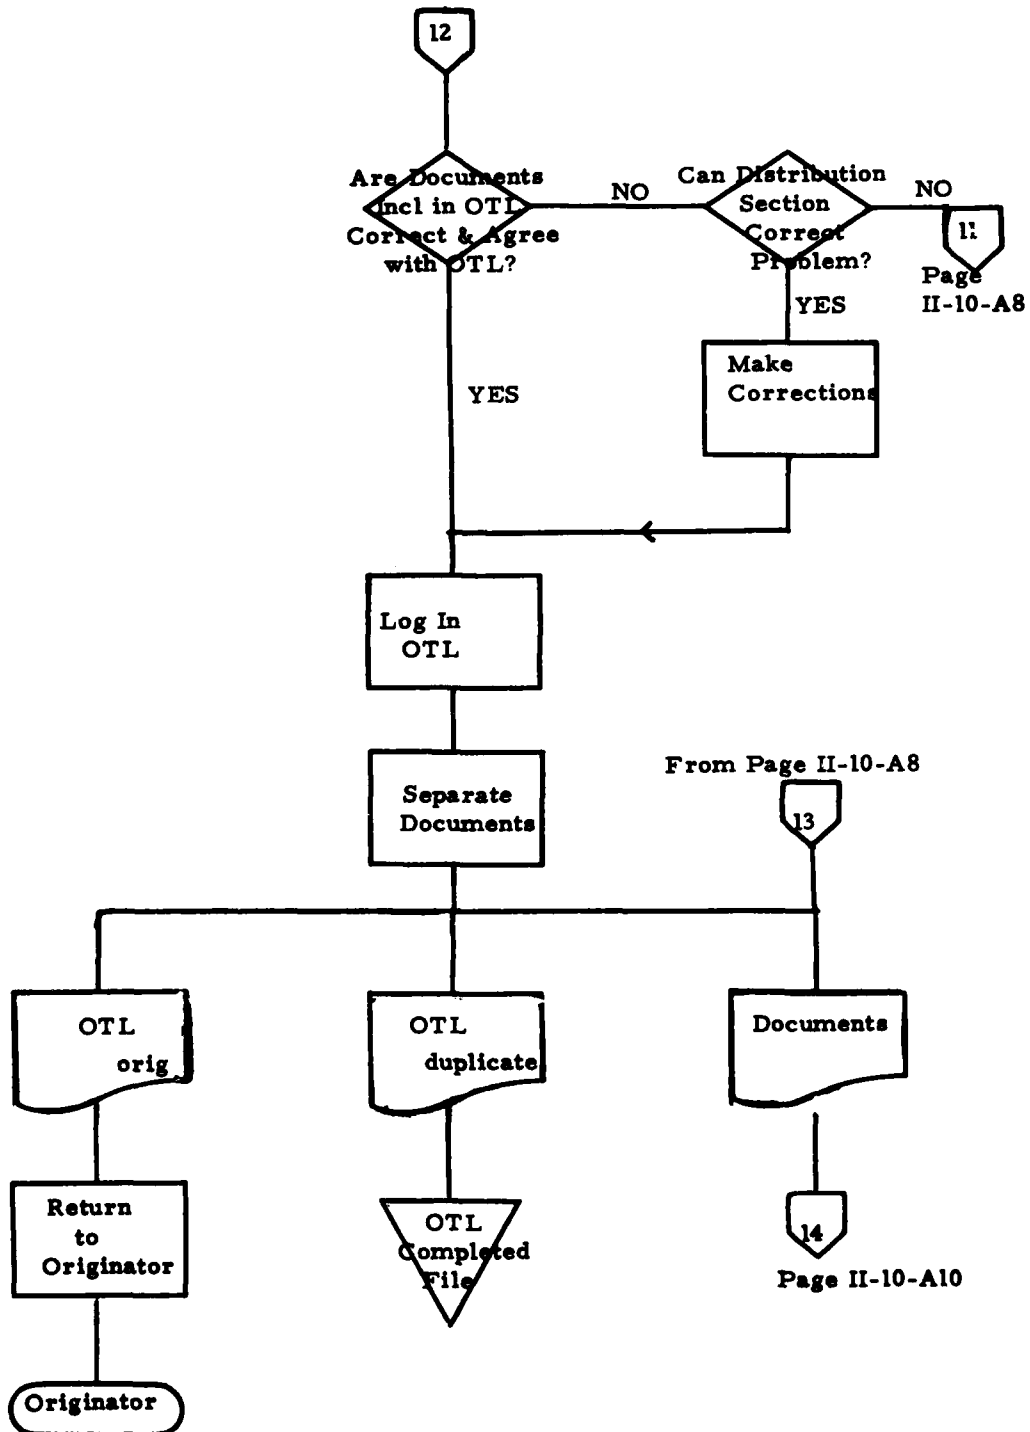 12
Are Documents
Incl in OTL
Correct & Agree
with OTL?
NO
Can Distribution
Section
Correct
Problem?
NO
11
Page
II-10-A8
YES
Make
Corrections
YES
Log In
OTL
Separate
Documents
From Page II-10-A8
13
OTL
orig
OTL
duplicate
Documents
Return
to
Originator
OTL
Completed
File
14
Page II-10-A10
Originator